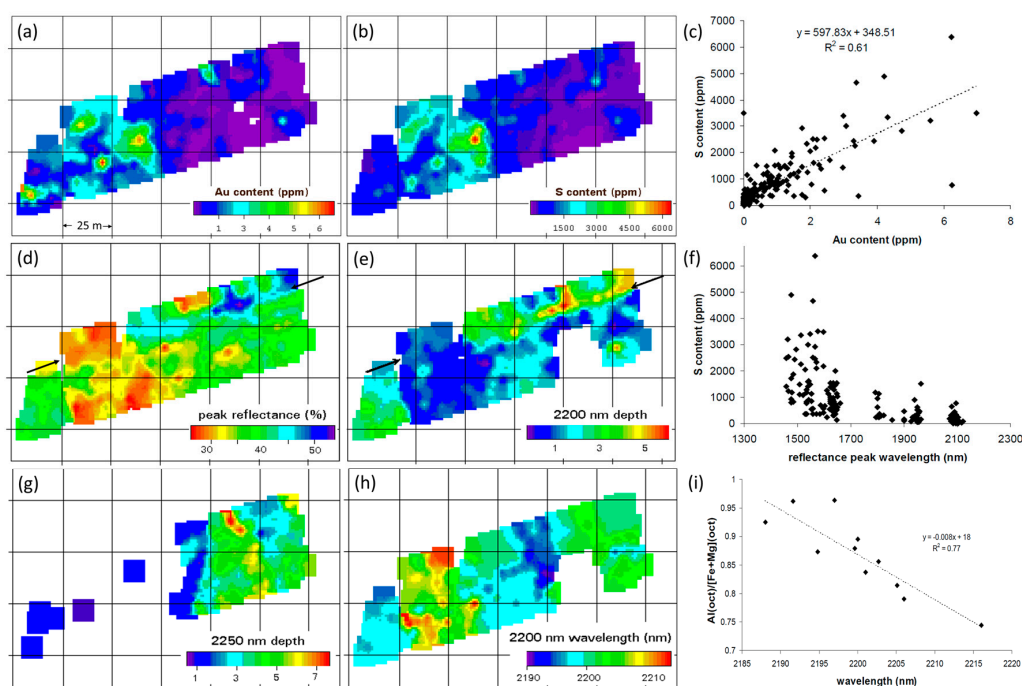 (a)
Au content (ppm)
1 2 3 4 5 6
25 m
(b)
S content (ppm)
1500 3000 4500 6000
(c)
y = 597.83x + 348.51
R² = 0.61
S content (ppm)
7000
6000
5000
4000
3000
2000
1000
0
0 2 4 6 8
Au content (ppm)
(d)
peak reflectance (%)
30 40 50
(e)
2200 nm depth
1 3 5
(f)
S content (ppm)
6000
5000
4000
3000
2000
1000
0
1300 1500 1700 1900 2100 2300
reflectance peak wavelength (nm)
(g)
2250 nm depth
1 3 5 7
(h)
2200 nm wavelength (nm)
2190 2200 2210
(i)
Al(oct)/[Fe+Mg](oct)
1
0.95
0.9
0.85
0.8
0.75
0.7
y = -0.008x + 18
R² = 0.77
2185 2190 2195 2200 2205 2210 2215 2220
wavelength (nm)